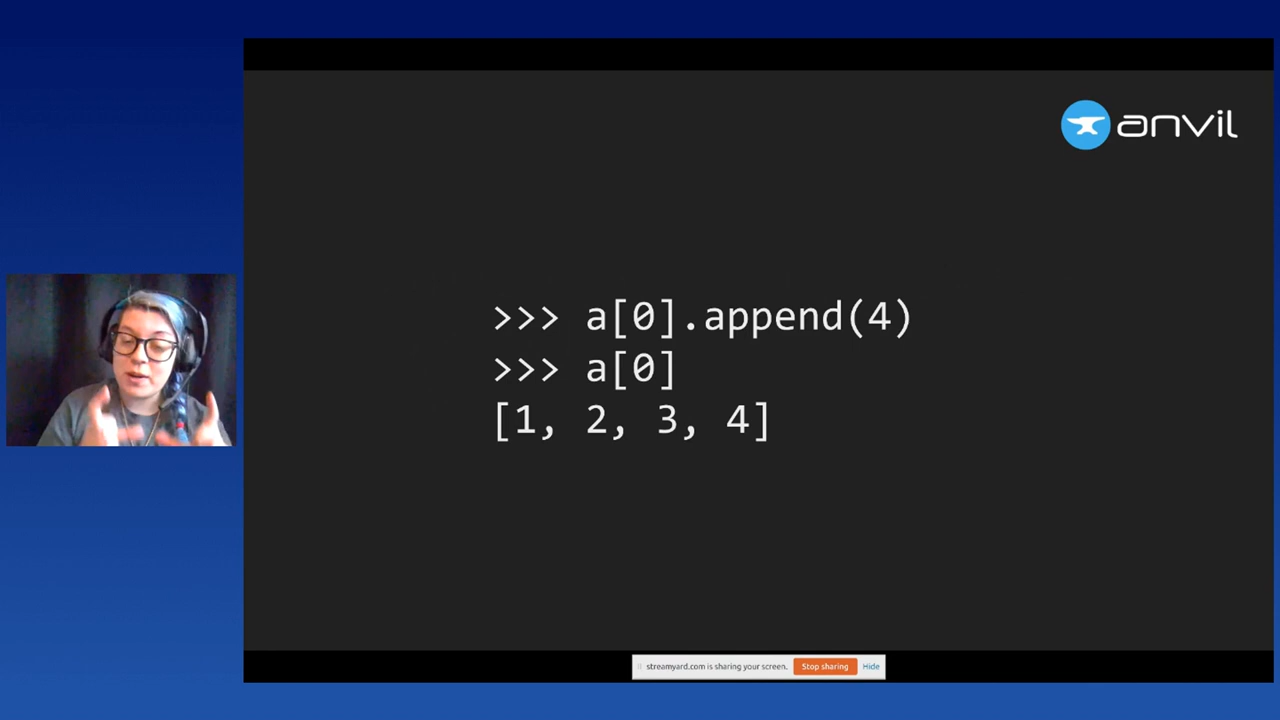 anvil
>>> a[0].append(4)
>>> a[0]
[1, 2, 3, 4]
streamyard.com is sharing your screen. Stop sharing Hide